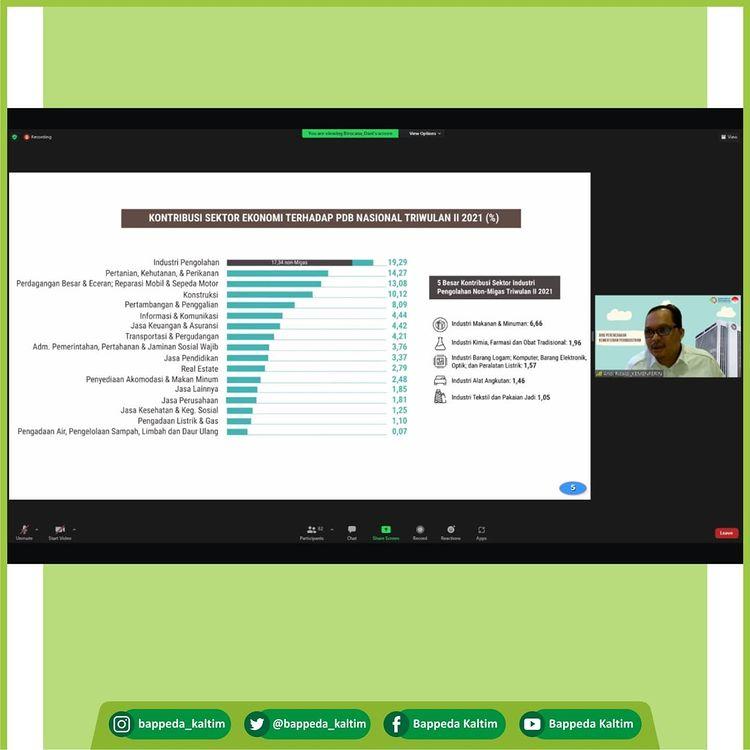 Recording
You are viewing Birocana_Dani's screen
View Options
View
KONTRIBUSI SEKTOR EKONOMI TERHADAP PDB NASIONAL TRIWULAN II 2021 (%)
Industri Pengolahan 17,34 non-Migas 19,29
Pertanian, Kehutanan, & Perikanan 14,27
Perdagangan Besar & Eceran; Reparasi Mobil & Sepeda Motor 13,08
Konstruksi 10,12
Pertambangan & Penggalian 8,09
Informasi & Komunikasi 4,44
Jasa Keuangan & Asuransi 4,42
Transportasi & Pergudangan 4,21
Adm. Pemerintahan, Pertahanan & Jaminan Sosial Wajib 3,76
Jasa Pendidikan 3,37
Real Estate 2,79
Penyediaan Akomodasi & Makan Minum 2,48
Jasa Lainnya 1,85
Jasa Perusahaan 1,81
Jasa Kesehatan & Keg. Sosial 1,25
Pengadaan Listrik & Gas 1,10
Pengadaan Air, Pengelolaan Sampah, Limbah dan Daur Ulang 0,07
5 Besar Kontribusi Sektor Industri
Pengolahan Non-Migas Triwulan II 2021
Industri Makanan & Minuman: 6,66
Industri Kimia, Farmasi dan Obat Tradisional: 1,96
Industri Barang Logam; Komputer, Barang Elektronik,
Optik; dan Peralatan Listrik: 1,57
Industri Alat Angkutan: 1,46
Industri Tekstil dan Pakaian Jadi: 1,05
5
BIRO PERENCANAAN
KEMENTERIAN PERINDUSTRIAN
KEMENPERIN
Unmute
Start Video
Participants 62
Chat
Share Screen
Record
Reactions
Apps
Leave
bappeda_kaltim
@bappeda_kaltim
Bappeda Kaltim
Bappeda Kaltim